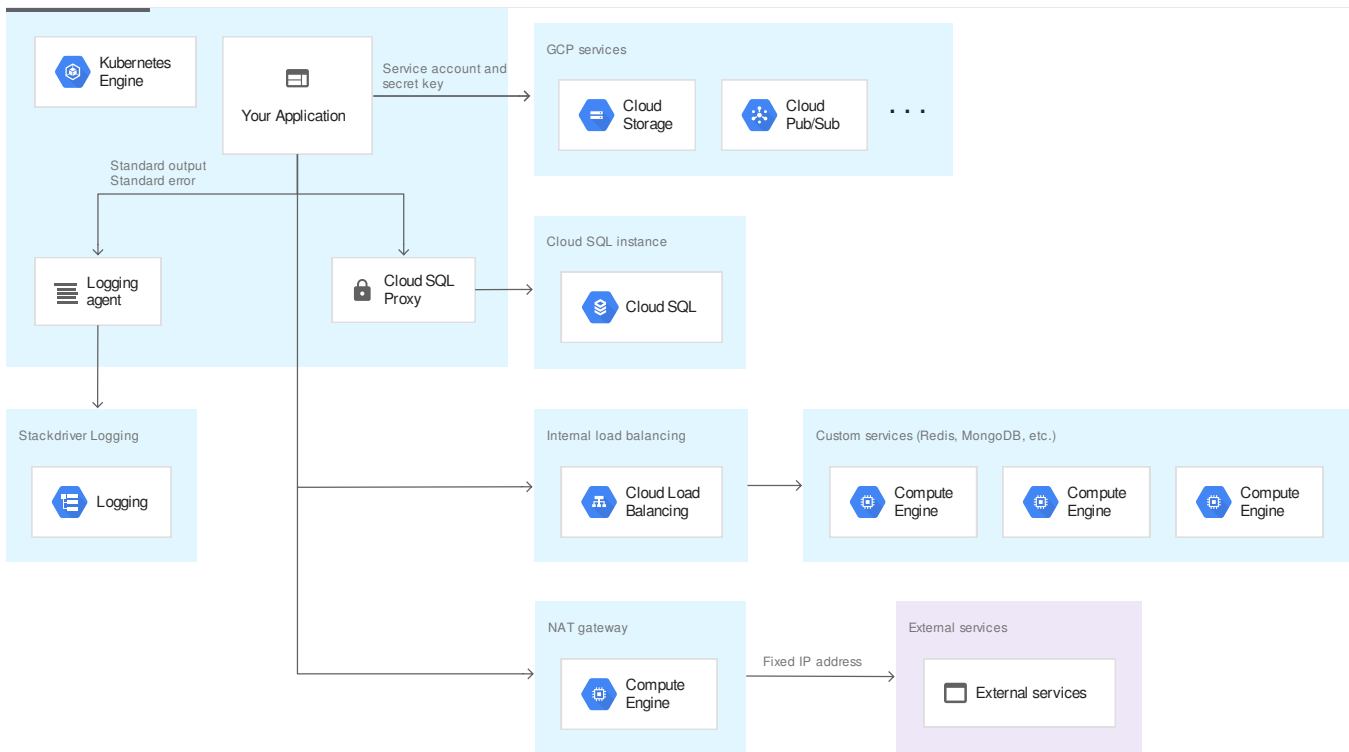 Kubernetes
Engine
Your Application
Service account and
secret key
GCP services
Cloud
Storage
Cloud
Pub/Sub
. . .
Standard output
Standard error
Logging
agent
Cloud SQL
Proxy
Cloud SQL instance
Cloud SQL
Stackdriver Logging
Logging
Internal load balancing
Cloud Load
Balancing
Custom services (Redis, MongoDB, etc.)
Compute
Engine
Compute
Engine
Compute
Engine
NAT gateway
Compute
Engine
Fixed IP address
External services
External services